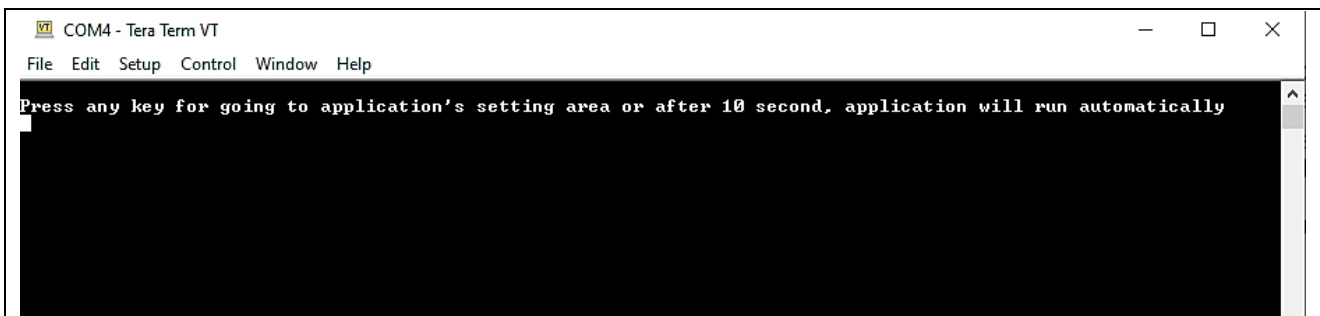 COM4 - Tera Term VT
File Edit Setup Control Window Help
Press any key for going to application's setting area or after 10 second, application will run automatically